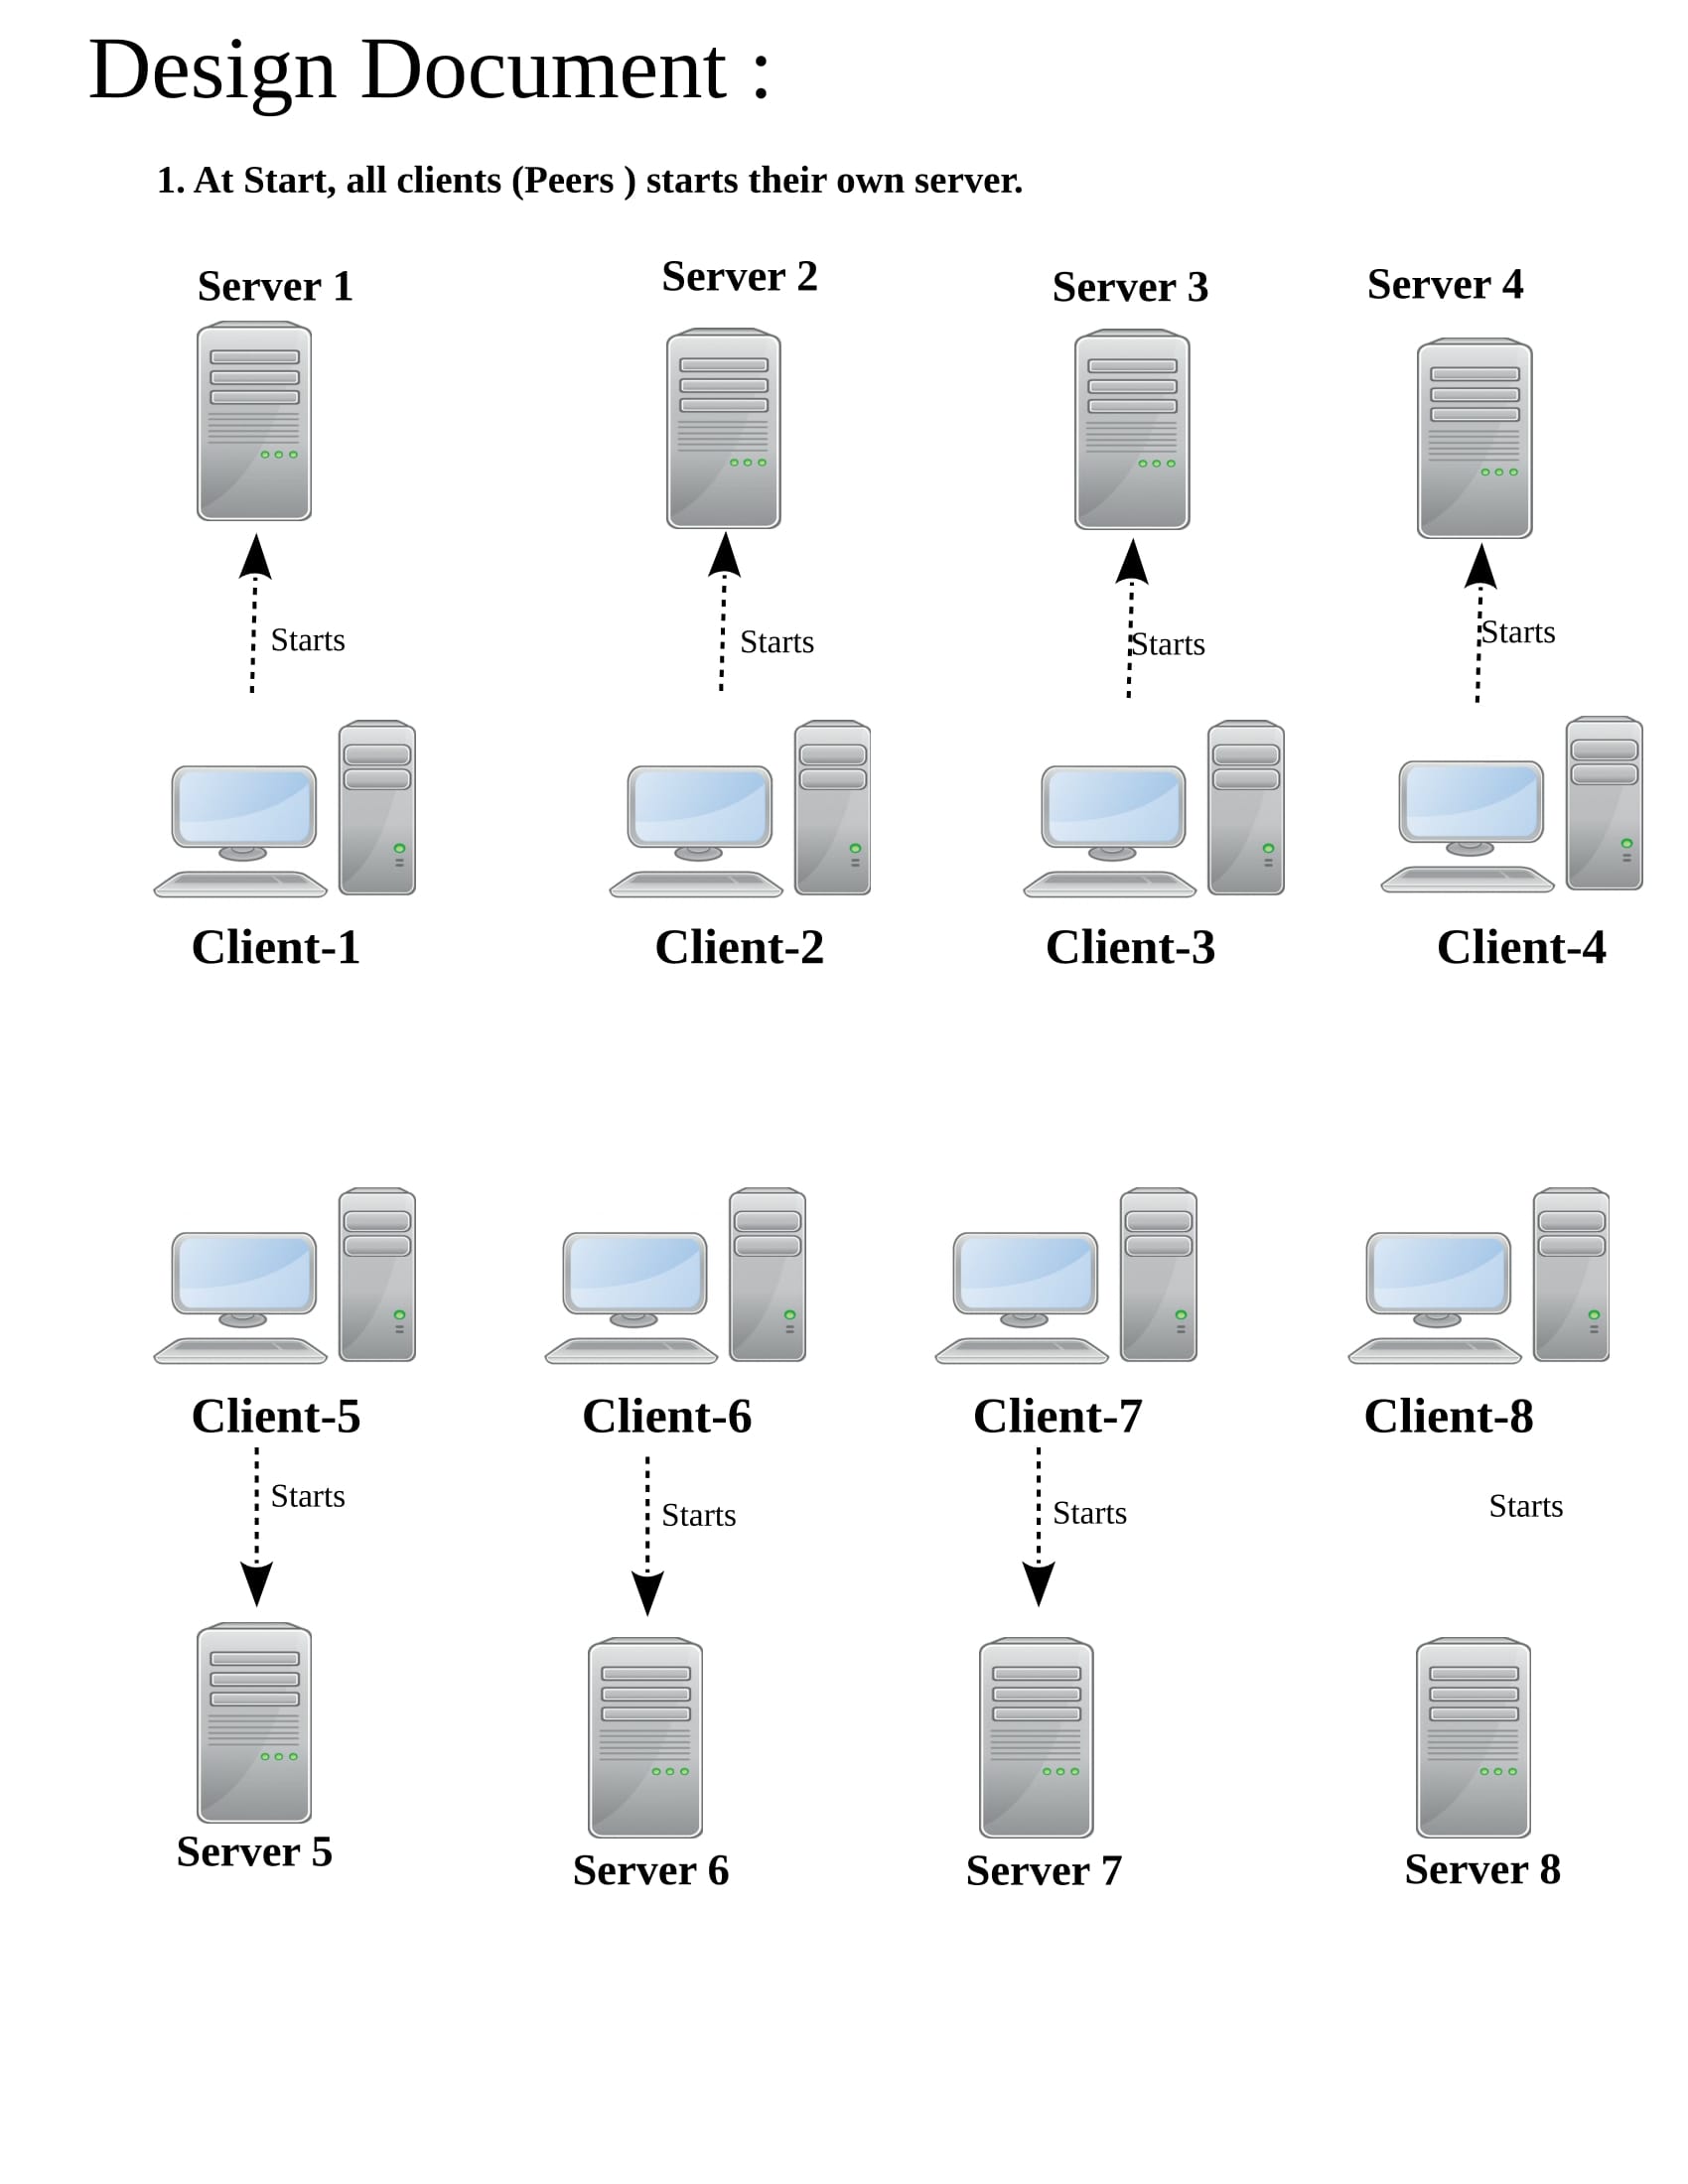 Design Document :
1. At Start, all clients (Peers ) starts their own server.
Server 1
Server 2
Server 3
Server 4
Starts
Starts
Starts
Starts
Client-1
Client-2
Client-3
Client-4
Client-5
Client-6
Client-7
Client-8
Starts
Starts
Starts
Starts
Server 5
Server 6
Server 7
Server 8